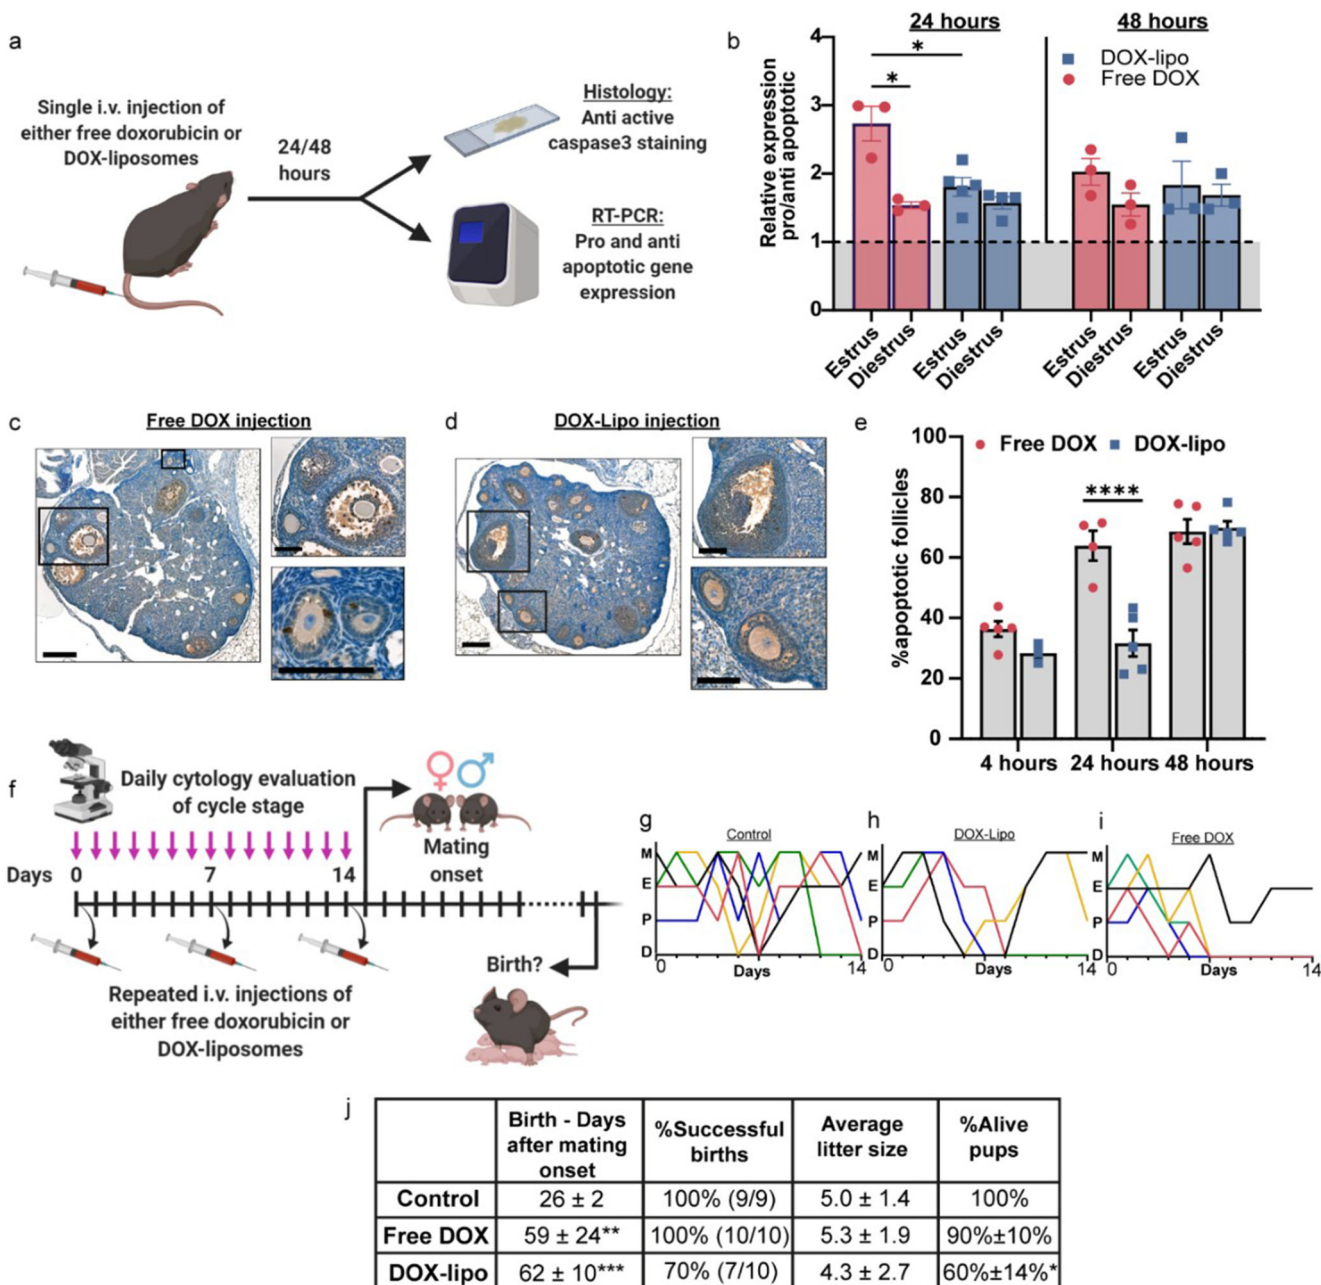 a
Single i.v. injection of
either free doxorubicin or
DOX-liposomes
24/48
hours
Histology:
Anti active
caspase3 staining
RT-PCR:
Pro and anti
apoptotic gene
expression
b
24 hours
48 hours
DOX-lipo
Free DOX
Relative expression
pro/anti apoptotic
4
3
2
1
0
*
*
Estrus
Diestrus
Estrus
Diestrus
Estrus
Diestrus
Estrus
Diestrus
c
Free DOX injection
d
DOX-Lipo injection
e
Free DOX
DOX-lipo
%apoptotic follicles
100
80
60
40
20
0
****
4 hours
24 hours
48 hours
f
Daily cytology evaluation
of cycle stage
Days
0
7
14
Mating
onset
Birth?
Repeated i.v. injections of
either free doxorubicin or
DOX-liposomes
g
Control
M
E
P
D
0
Days
14
h
DOX-Lipo
M
E
P
D
0
Days
14
i
Free DOX
M
E
P
D
0
Days
14
j
Birth - Days
after mating
onset
%Successful
births
Average
litter size
%Alive
pups
Control 26 ± 2 100% (9/9) 5.0 ± 1.4 100%
Free DOX 59 ± 24** 100% (10/10) 5.3 ± 1.9 90%±10%
DOX-lipo 62 ± 10*** 70% (7/10) 4.3 ± 2.7 60%±14%*